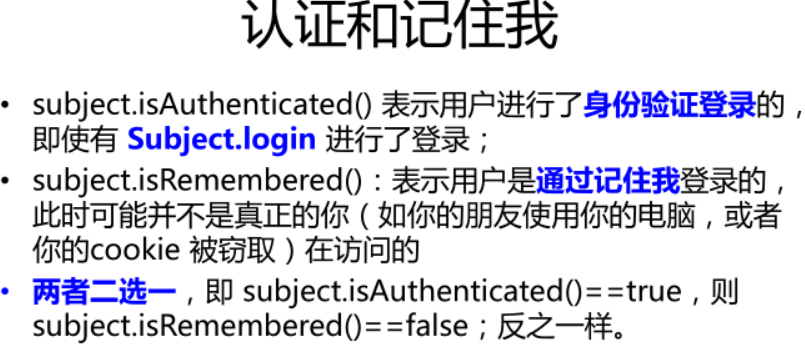 认证和记住我
• subject.isAuthenticated() 表示用户进行了身份验证登录的，
即使有 Subject.login 进行了登录；
• subject.isRemembered()：表示用户是通过记住我登录的，
此时可能并不是真正的你（如你的朋友使用你的电脑，或者
你的cookie 被窃取）在访问的
• 两者二选一，即 subject.isAuthenticated()==true，则
subject.isRemembered()==false；反之一样。